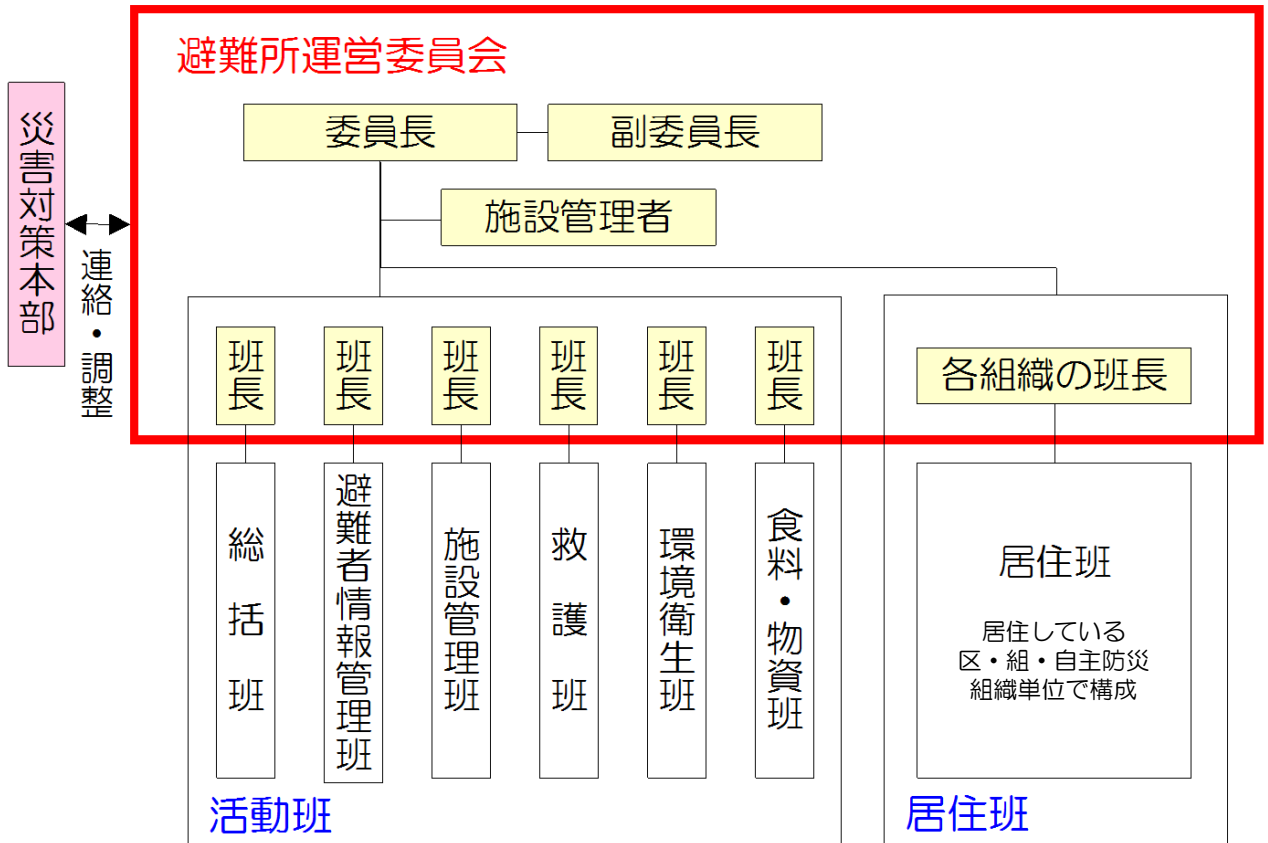 避難所運営委員会
災害対策本部
連絡・調整
委員長
副委員長
施設管理者
班長
班長
班長
班長
班長
班長
各組織の班長
総括班
避難者情報管理班
施設管理班
救護班
環境衛生班
食料・物資班
居住班
居住している
区・組・自主防災
組織単位で構成
活動班
居住班